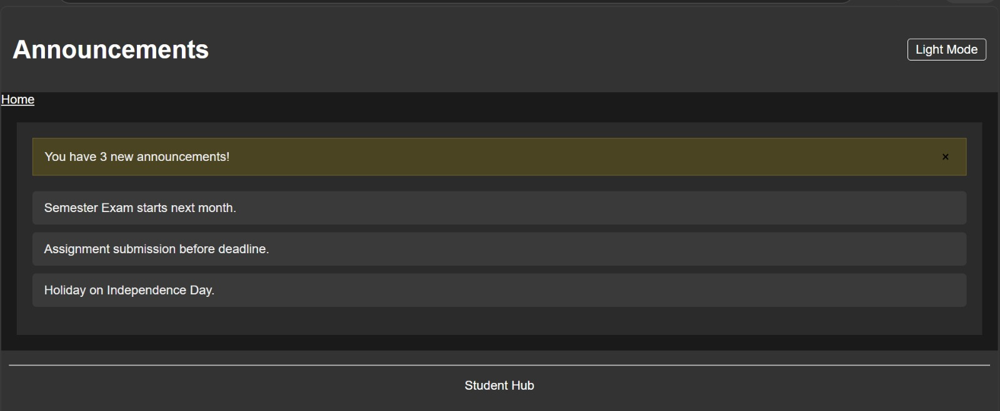 Announcements
Light Mode
Home
You have 3 new announcements!
×
Semester Exam starts next month.
Assignment submission before deadline.
Holiday on Independence Day.
Student Hub